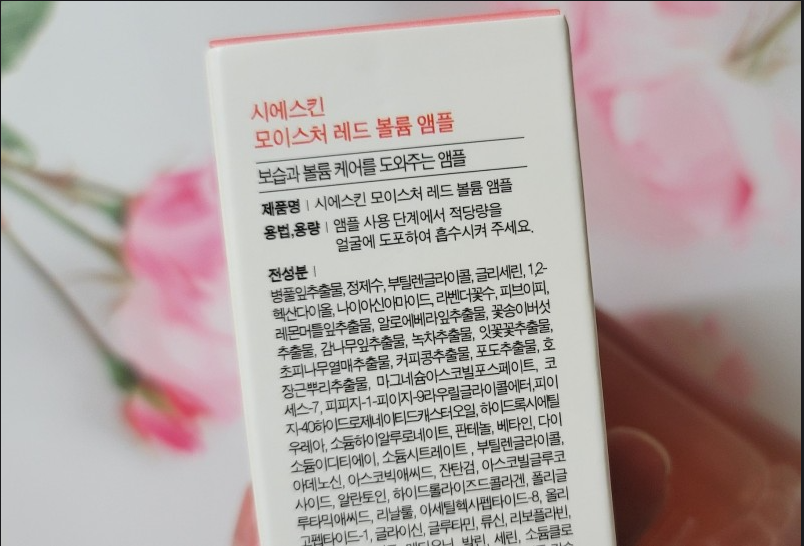 시에스킨
모이스처 레드 볼륨 앰플
보습과 볼륨 케어를 도와주는 앰플
제품명 | 시에스킨 모이스처 레드 볼륨 앰플
용법,용량 | 앰플 사용 단계에서 적당량을
얼굴에 도포하여 흡수시켜 주세요.
전성분 |
병풀잎추출물, 정제수, 부틸렌글라이콜, 글리세린, 1,2-
헥산다이올, 나이아신아마이드, 라벤더꽃수, 피브이피,
레몬머틀잎추출물, 알로에베라잎추출물, 꽃송이버섯
추출물, 감나무잎추출물, 녹차추출물, 잇꽃꽃추출물,
초피나무열매추출물, 커피콩추출물, 포도추출물, 호
장근뿌리추출물, 마그네슘아스코빌포스페이트, 코
세스-7, 피피지-1-피이지-9라우릴글라이콜에터,피이
지-40하이드로제네이티드캐스터오일, 하이드록시에틸
우레아, 소듐하이알루로네이트, 판테놀, 베타인, 다이
소듐이디티에이, 소듐시트레이트 , 부틸렌글라이콜,
아데노신, 아스코빅애씨드, 잔탄검, 아스코빌글루코
사이드, 알란토인, 하이드롤라이즈드콜라겐, 폴리글
루타믹애씨드, 리날룰, 아세틸헥사펩타이드-8, 올리
고펩타이드-1, 글라이신, 글루타민, 류신, 리보플라빈,
발린, 세린, 소듐클로